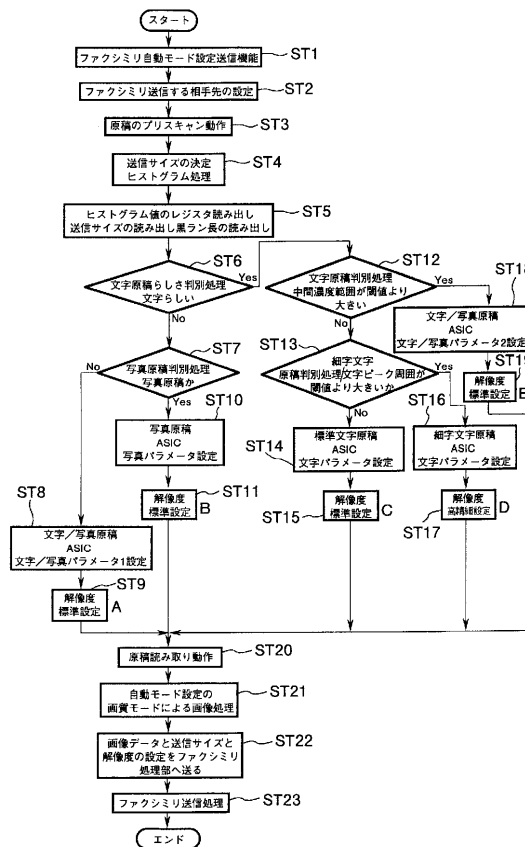 スタート
ファクシミリ自動モード設定送信機能
ST1
ファクシミリ送信する相手先の設定
ST2
原稿のプリスキャン動作
ST3
送信サイズの決定
ヒストグラム処理
ST4
ヒストグラム値のレジスタ読み出し
送信サイズの読み出し黒ラン長の読み出し
ST5
文字原稿らしさ判別処理
文字らしい
ST6
Yes
No
文字原稿判別処理
中間濃度範囲が閾値より
大きい
ST12
Yes
No
文字／写真原稿
ASIC
文字／写真パラメータ2設定
ST18
解像度
標準設定
ST19
E
写真原稿判別処理
写真原稿か
ST7
No
Yes
細字文字
原稿判別処理/文字ピーク周囲が
閾値より大きいか
ST13
Yes
No
写真原稿
ASIC
写真パラメータ設定
ST10
標準文字原稿
ASIC
文字パラメータ設定
ST14
細字文字原稿
ASIC
文字パラメータ設定
ST16
解像度
標準設定
ST11
B
解像度
標準設定
ST15
C
解像度
高精細設定
ST17
D
文字／写真原稿
ASIC
文字／写真パラメータ1設定
ST8
解像度
標準設定
ST9
A
原稿読み取り動作
ST20
自動モード設定の
画質モードによる画像処理
ST21
画像データと送信サイズと
解像度の設定をファクシミリ
処理部へ送る
ST22
ファクシミリ送信処理
ST23
エンド